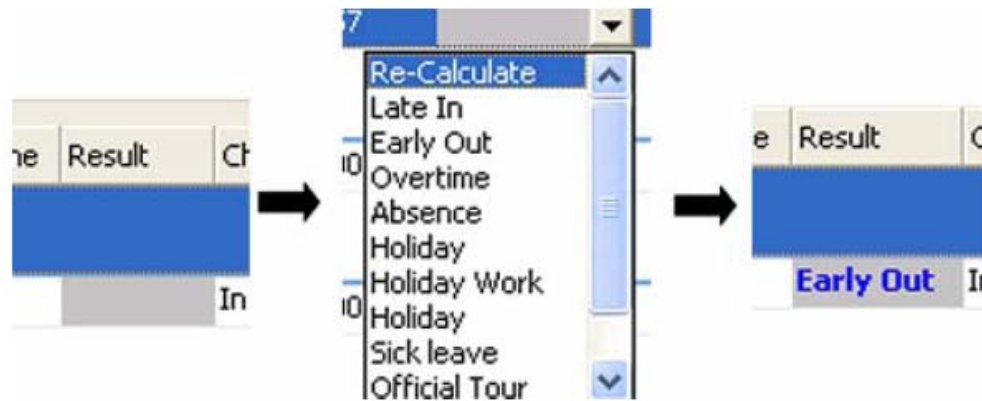 Result
In
Re-Calculate
Late In
Early Out
Overtime
Absence
Holiday
Holiday Work
Holiday
Sick leave
Official Tour
Result
Early Out